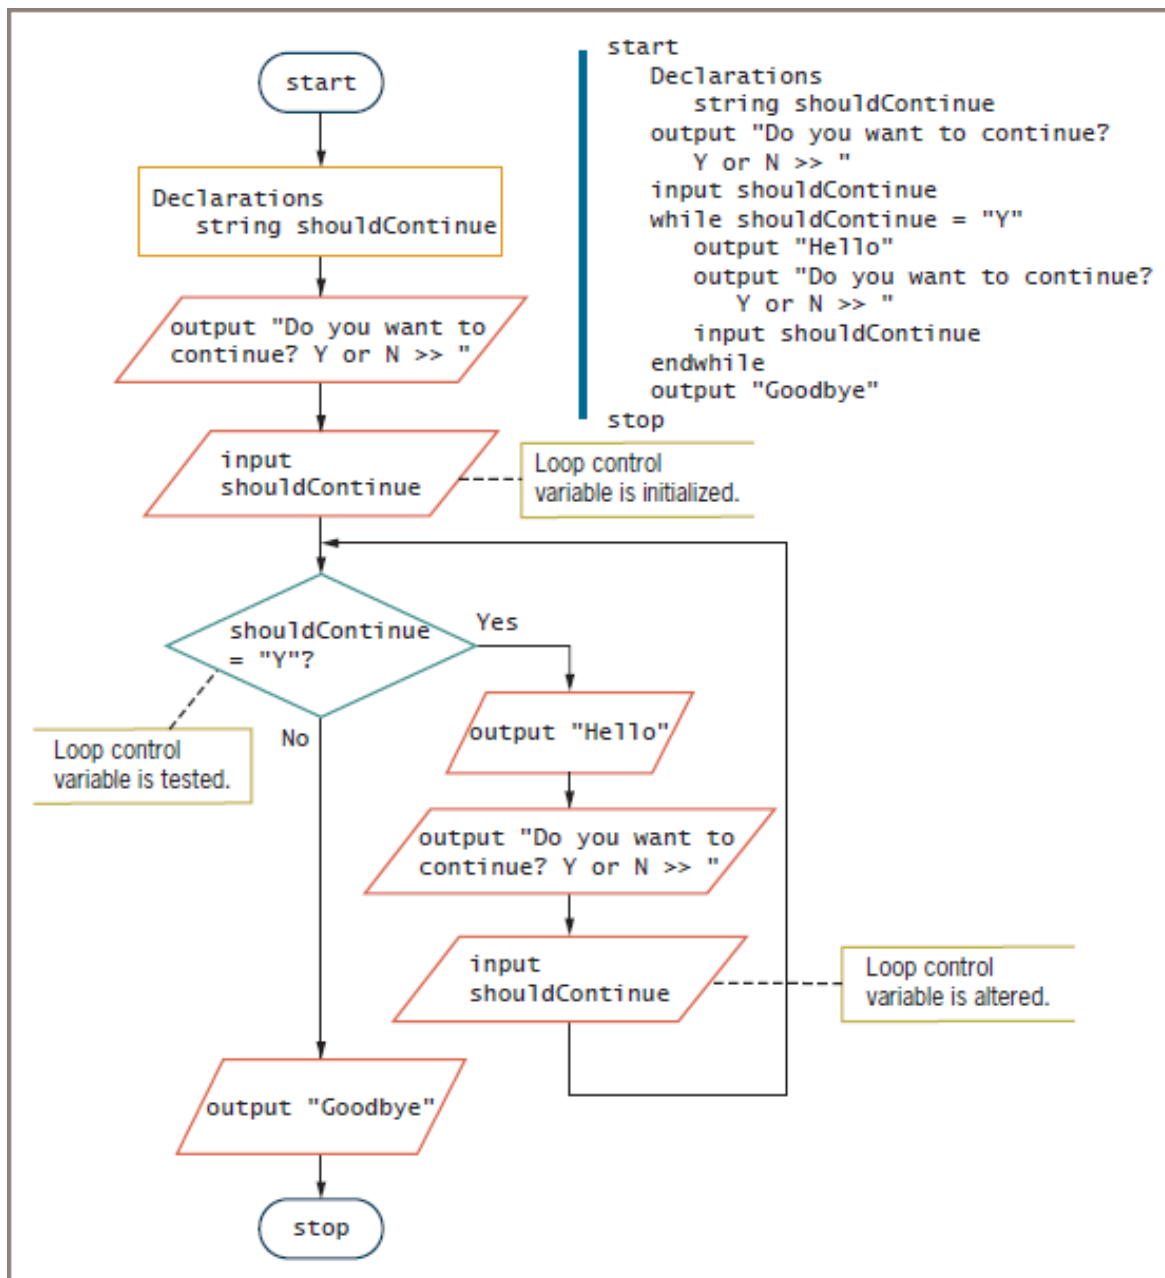 start
Declarations
string shouldContinue
output "Do you want to
continue? Y or N >> "
input
shouldContinue
Loop control
variable is initialized.
shouldContinue
= "Y"?
Yes
No
Loop control
variable is tested.
output "Hello"
output "Do you want to
continue? Y or N >> "
input
shouldContinue
Loop control
variable is altered.
output "Goodbye"
stop
start
Declarations
string shouldContinue
output "Do you want to continue?
Y or N >> "
input shouldContinue
while shouldContinue = "Y"
output "Hello"
output "Do you want to continue?
Y or N >> "
input shouldContinue
endwhile
output "Goodbye"
stop